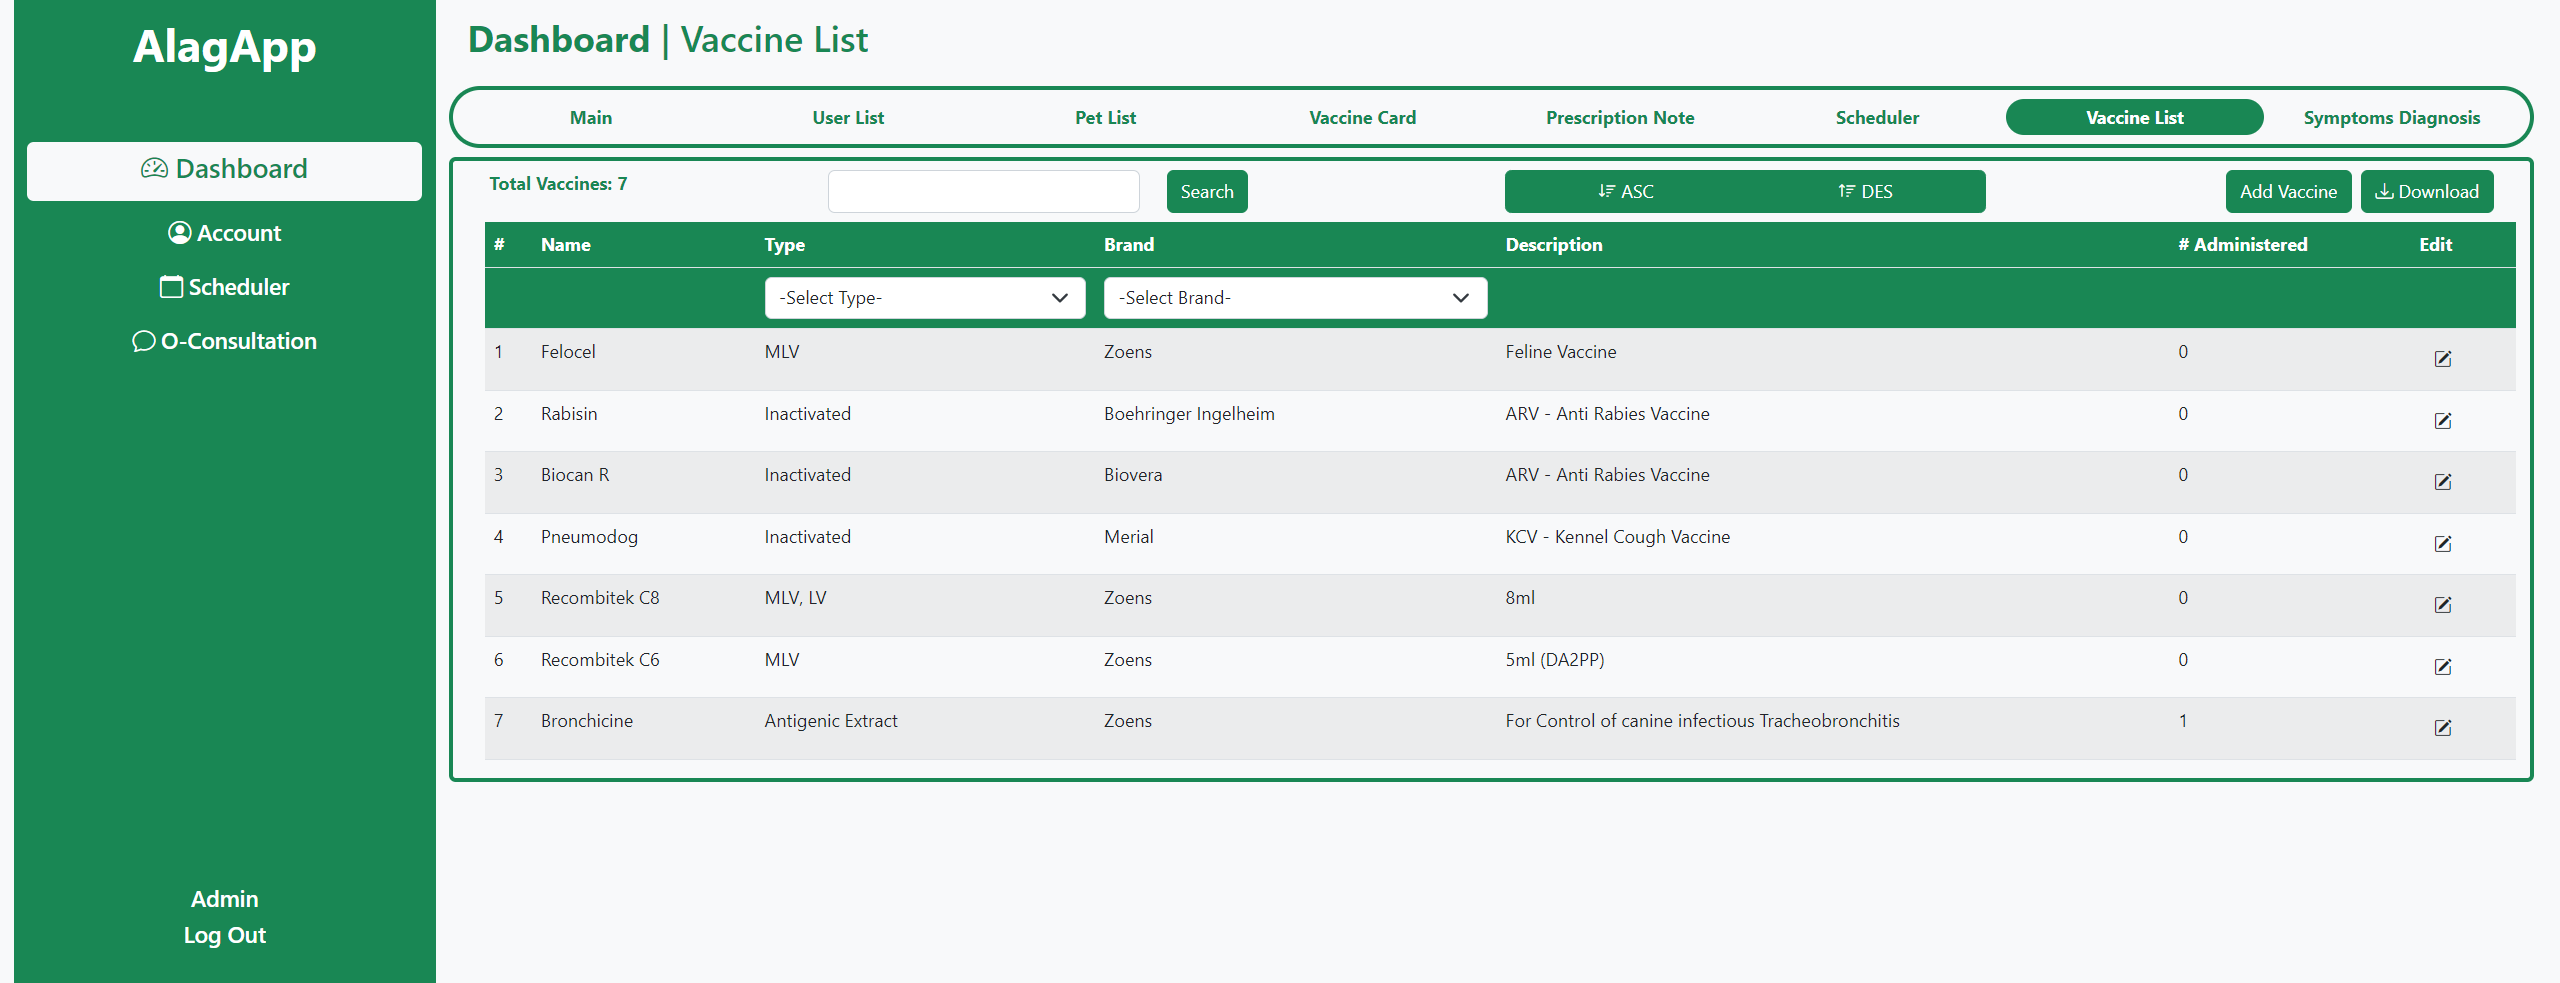 AlagApp
Dashboard
Account
Scheduler
O-Consultation
Admin
Log Out
Dashboard | Vaccine List
Main User List Pet List Vaccine Card Prescription Note Scheduler Vaccine List Symptoms Diagnosis
Total Vaccines: 7 Search ASC DES Add Vaccine Download
# Name Type Brand Description # Administered Edit
-Select Type- -Select Brand-
1 Felocel MLV Zoens Feline Vaccine 0
2 Rabisin Inactivated Boehringer Ingelheim ARV - Anti Rabies Vaccine 0
3 Biocan R Inactivated Biovera ARV - Anti Rabies Vaccine 0
4 Pneumodog Inactivated Merial KCV - Kennel Cough Vaccine 0
5 Recombitek C8 MLV, LV Zoens 8ml 0
6 Recombitek C6 MLV Zoens 5ml (DA2PP) 0
7 Bronchicine Antigenic Extract Zoens For Control of canine infectious Tracheobronchitis 1